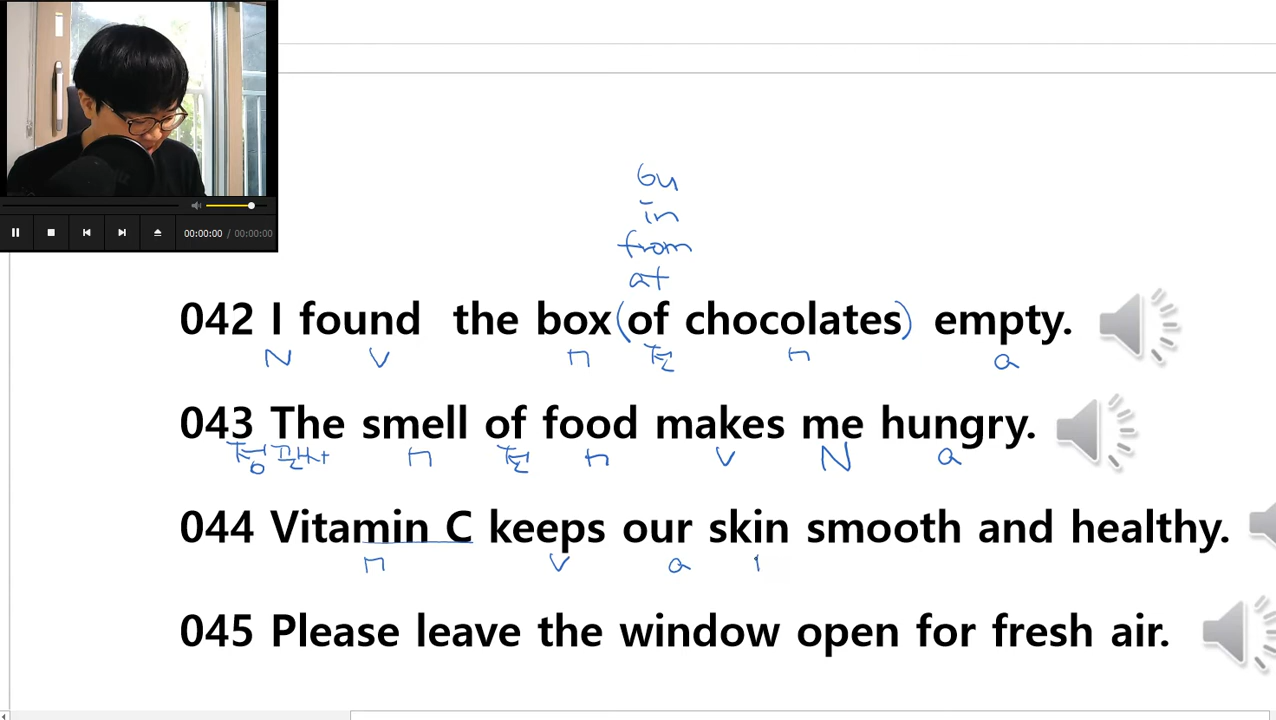 on
in
from
at
00:00:00 / 00:00:00
042 I found the box (of chocolates) empty.
N V n 전 n a
043 The smell of food makes me hungry.
정관사 n 전 n v N a
044 Vitamin C keeps our skin smooth and healthy.
n v a
045 Please leave the window open for fresh air.